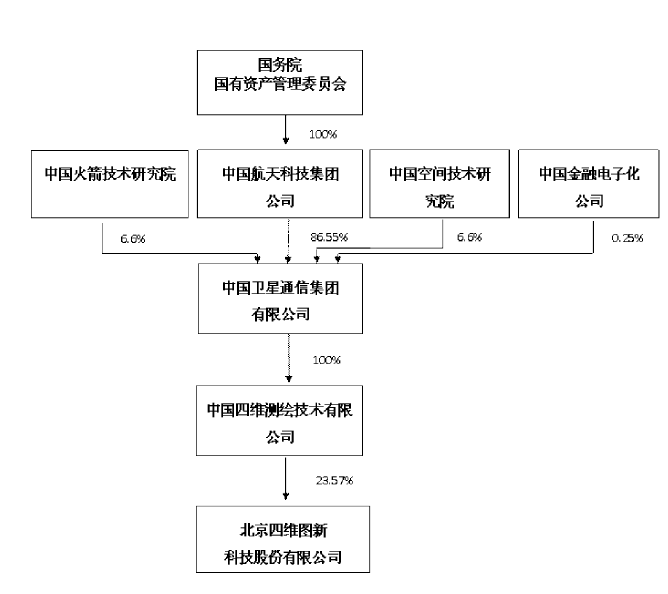 国务院
国有资产管理委员会
100%
中国火箭技术研究院
中国航天科技集团
公司
中国空间技术研
究院
中国金融电子化
公司
6.6%
86.55%
6.6%
0.25%
中国卫星通信集团
有限公司
100%
中国四维测绘技术有限
公司
23.57%
北京四维图新
科技股份有限公司